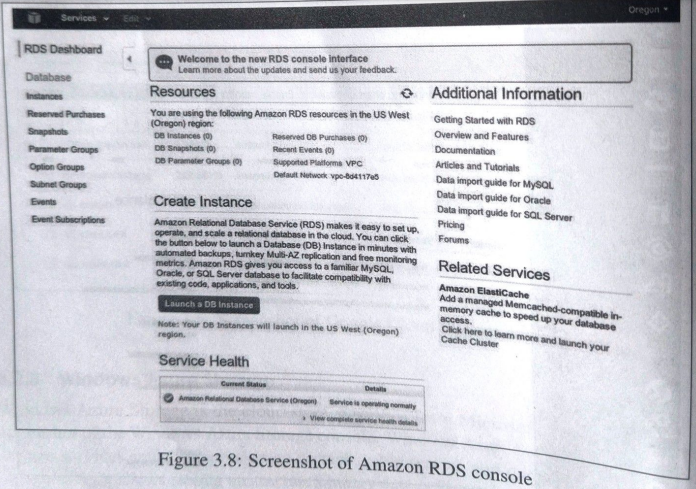 Services Edit Oregon
RDS Dashboard
Database
Instances
Reserved Purchases
Snapshots
Parameter Groups
Option Groups
Subnet Groups
Events
Event Subscriptions
Welcome to the new RDS console interface
Learn more about the updates and send us your feedback.
Resources
You are using the following Amazon RDS resources in the US West
(Oregon) region:
DB Instances (0) Reserved DB Purchases (0)
DB Snapshots (0) Recent Events (0)
DB Parameter Groups (0) Supported Platforms VPC
Default Network vpc-8d4117e5
Create Instance
Amazon Relational Database Service (RDS) makes it easy to set up,
operate, and scale a relational database in the cloud. You can click
the button below to launch a Database (DB) Instance in minutes with
automated backups, turnkey Multi-AZ replication and free monitoring
metrics. Amazon RDS gives you access to a familiar MySQL,
Oracle, or SQL Server database to facilitate compatibility with
existing code, applications, and tools.
Launch a DB Instance
Note: Your DB Instances will launch in the US West (Oregon)
region.
Service Health
Current Status Details
Amazon Relational Database Service (Oregon) Service is operating normally
View complete service health details
Additional Information
Getting Started with RDS
Overview and Features
Documentation
Articles and Tutorials
Data import guide for MySQL
Data import guide for Oracle
Data import guide for SQL Server
Pricing
Forums
Related Services
Amazon ElastiCache
Add a managed Memcached-compatible in-
memory cache to speed up your database
access.
Click here to learn more and launch your
Cache Cluster
Figure 3.8: Screenshot of Amazon RDS console